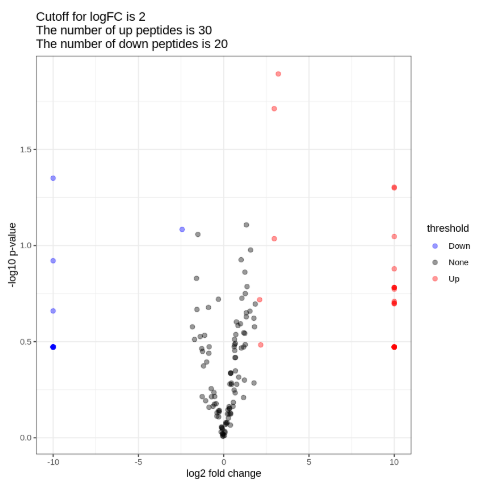 Cutoff for logFC is 2
The number of up peptides is 30
The number of down peptides is 20
-log10 p-value
1.5
1.0
0.5
0.0
-10
-5
0
5
10
log2 fold change
threshold
Down
None
Up